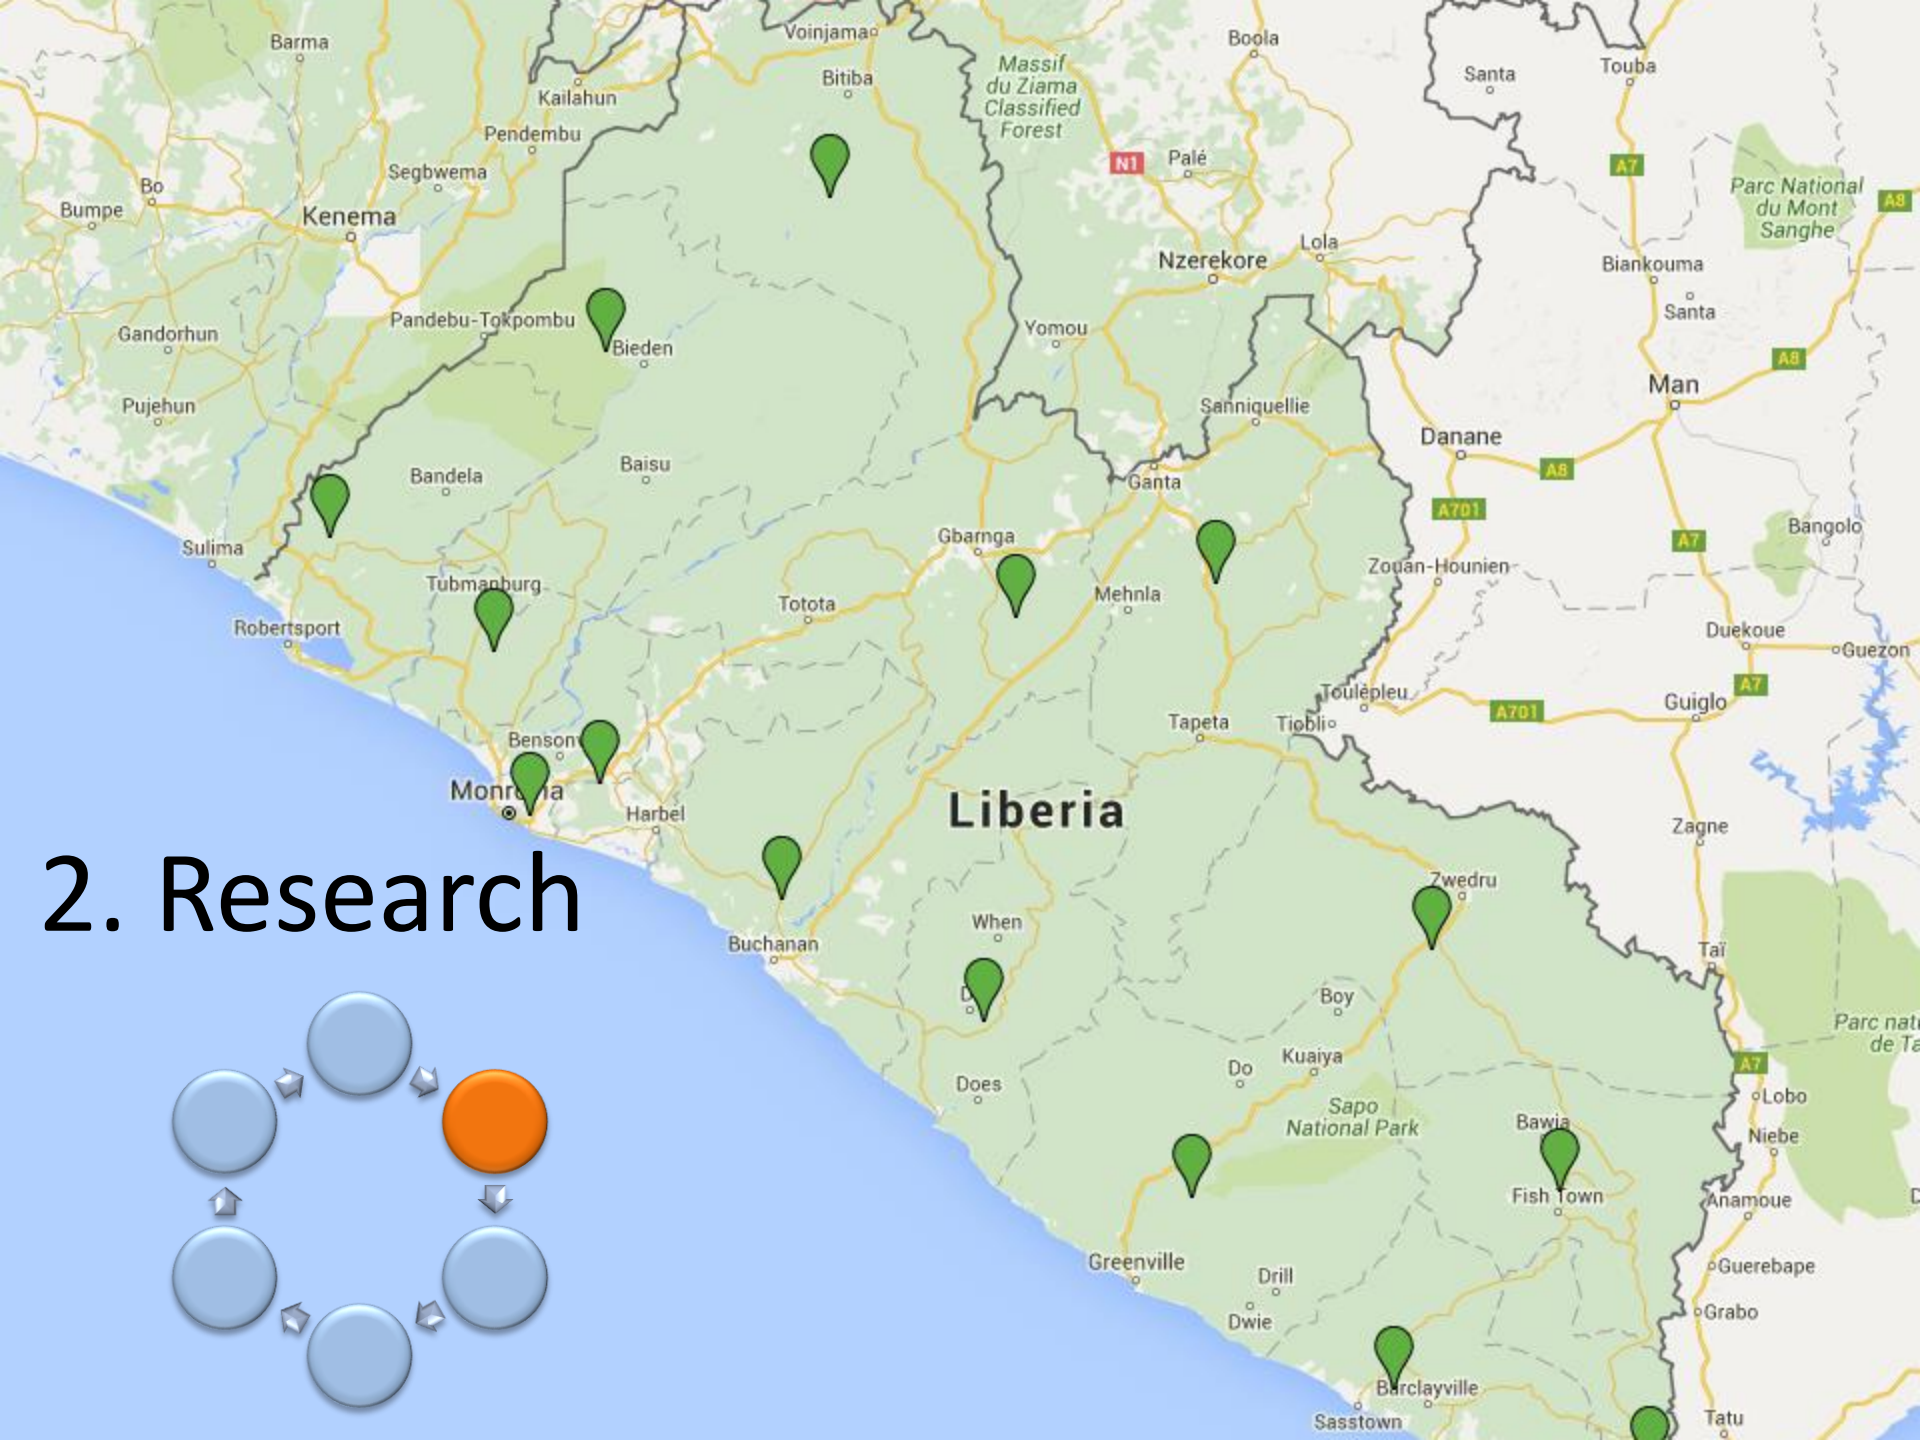 Barma
Voinjama
Boola
Massif
du Ziama
Classified
Forest
Santa
Touba
Bitiba
Kailahun
Pendembu
N1
Palé
A7
Segbwema
Bo
Parc National
du Mont
Sanghe
A8
Bumpe
Kenema
Lola
Nzerekore
Biankouma
Santa
Pandebu-Tokpombu
Gandorhun
Yomou
Bieden
A8
Man
Pujehun
Sanniquellie
Danane
Bandela
Baisu
A8
Ganta
A701
Bangolo
Sulima
Gbarnga
A7
Zouan-Hounien
Tubmanburg
Totota
Mehnla
Robertsport
Duekoue
Guezon
A7
Toulépleu
Guiglo
A701
Tapeta
Tiobli
Harbel
Liberia
Zagne
2. Research
Zwedru
When
Buchanan
Taï
Boy
Parc nati
de Ta
Kuaiya
Do
A7
Does
Lobo
Sapo
National Park
Bawia
Niebe
Fish Town
Anamoue
Greenville
Guerebape
Drill
Grabo
Dwie
Barclayville
Sasstown
Tatu